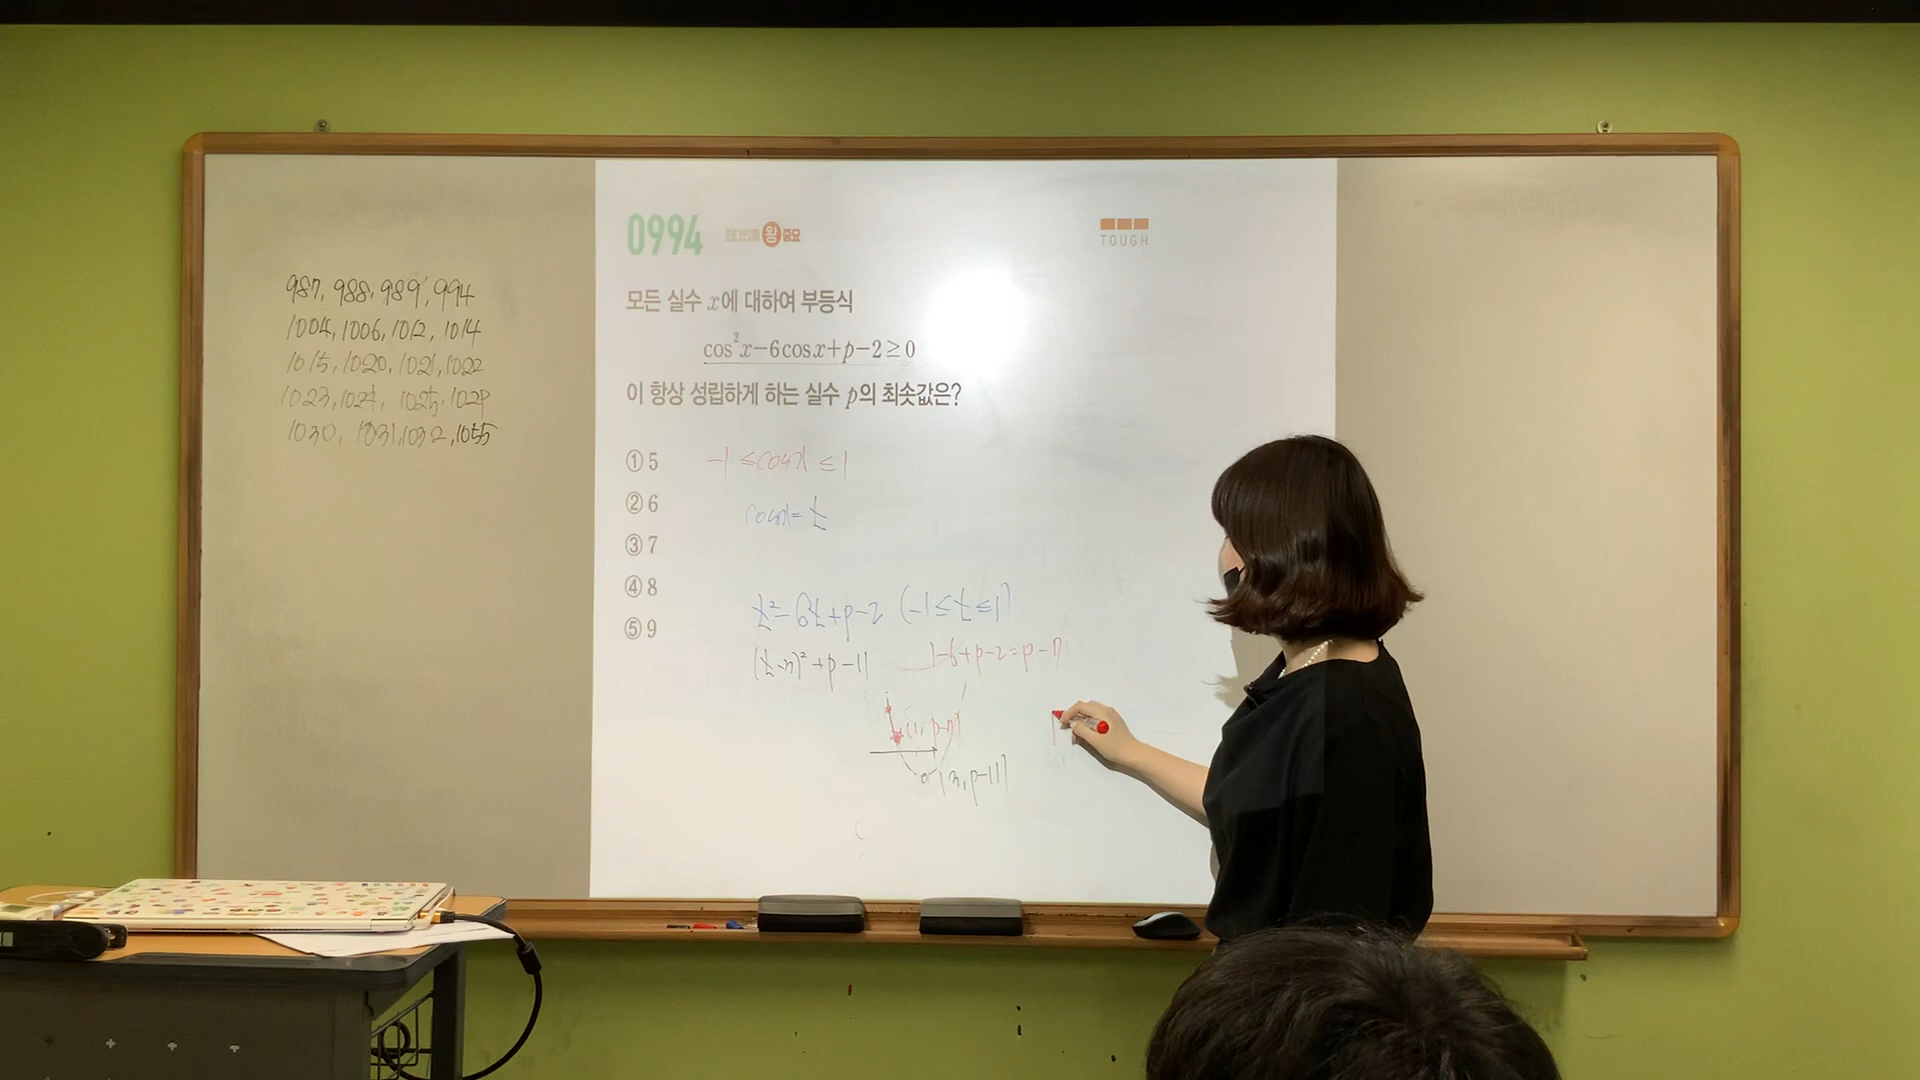 987, 988, 989, 994
1004, 1006, 1012, 1014
1015, 1020, 1021, 1022
1023, 1024, 1025, 1029
1030, 1031, 1032, 1055
0994
왕중요
TOUGH
모든 실수 x에 대하여 부등식
cos²x-6cosx+p-2≥0
이 항상 성립하게 하는 실수 p의 최솟값은?
① 5
-1 ≤cosx ≤1
② 6
cosx=t
③ 7
④ 8
t²-6t+p-2 (-1≤t≤1)
⑤ 9
(t-3)²+p-11
1-6+p-2=p-7
(1, p-7)
(3, p-11)